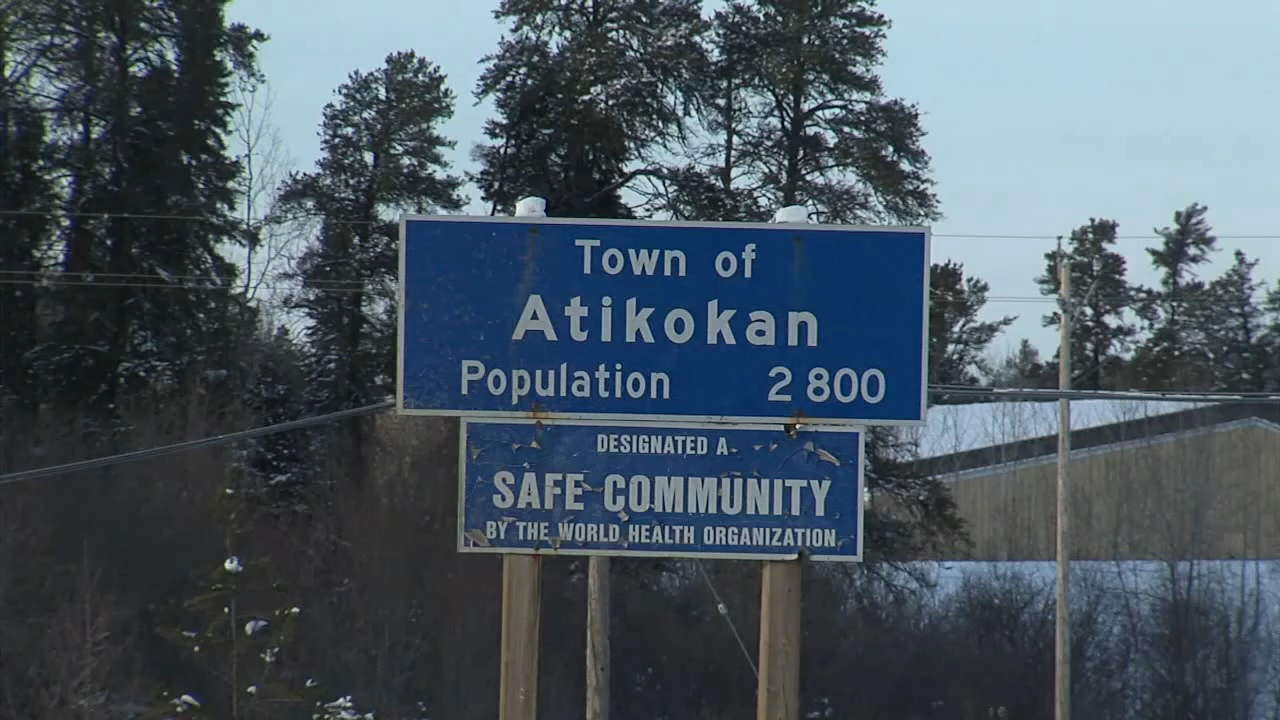 Town of
Atikokan
Population 2 800
DESIGNATED A
SAFE COMMUNITY
BY THE WORLD HEALTH ORGANIZATION